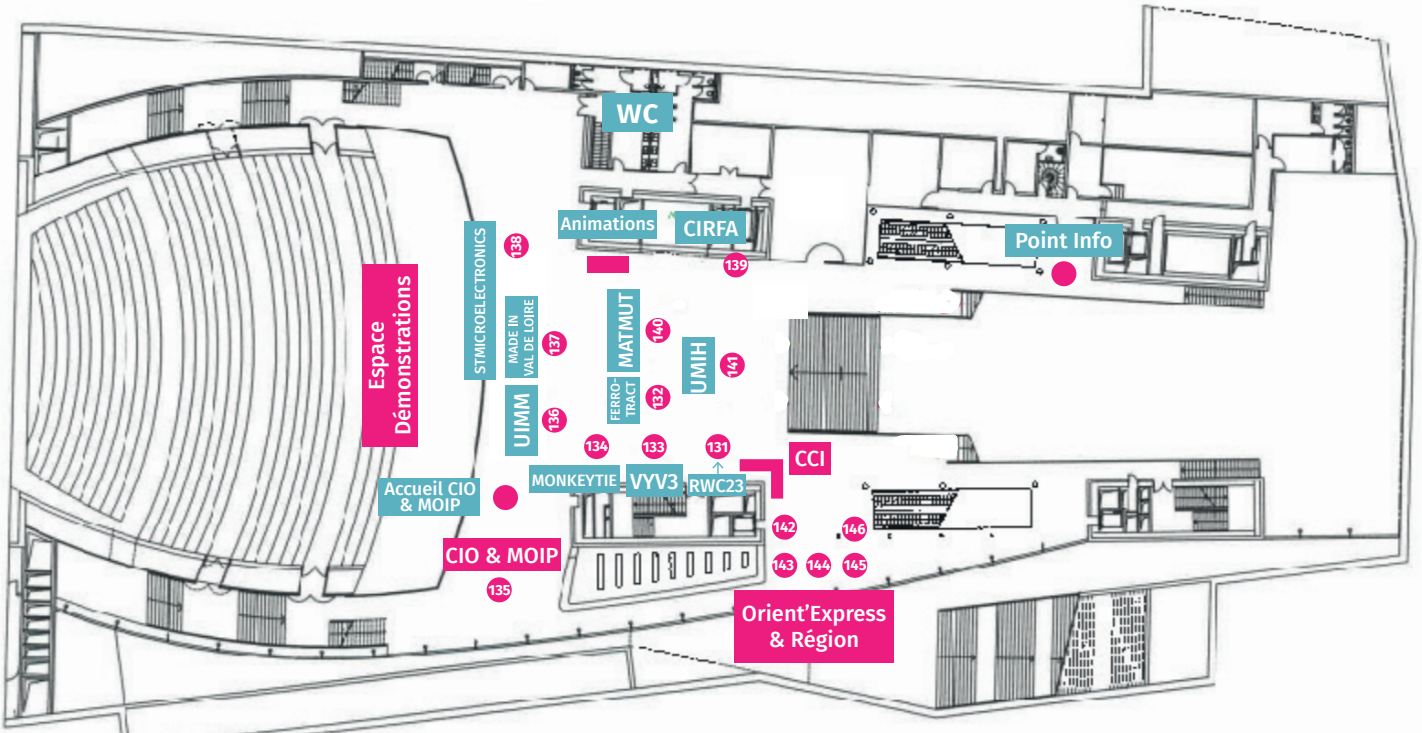 WC
Animations
CIRFA
Point Info
STMICROELECTRONICS
138
139
Espace
Démonstrations
MADE IN
VAL DE LOIRE
137
MATMUT
140
UMIH
141
UIMM
136
FERRO-
TRACT
132
134
133
131
CCI
MONKEYTIE
VYV3
RWC23
Accueil CIO
& MOIP
142
146
CIO & MOIP
143
144
145
135
Orient'Express
& Région